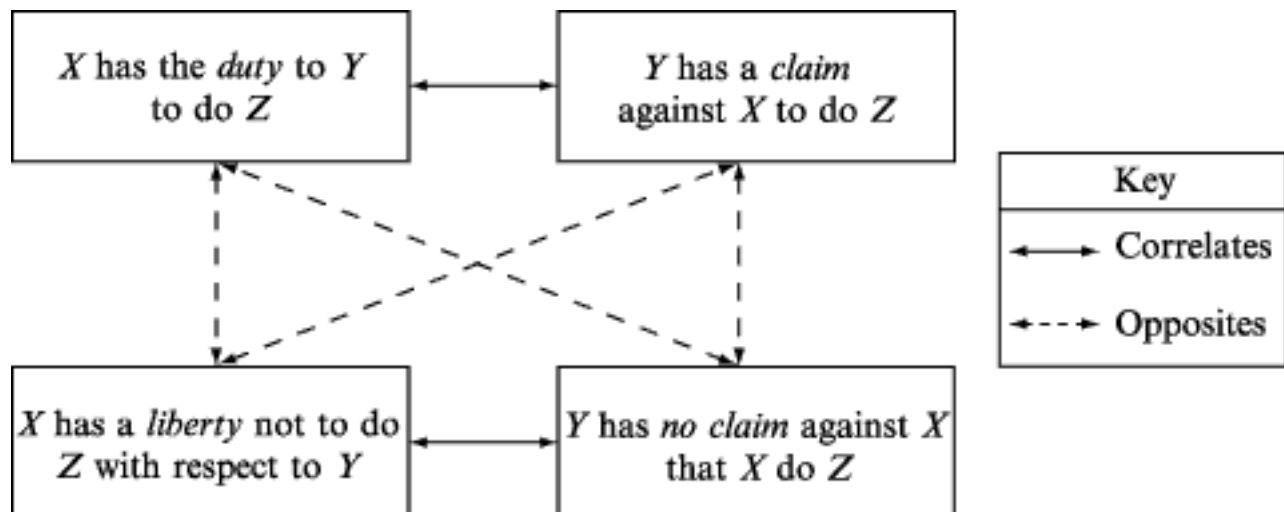 X has the duty to Y
to do Z
Y has a claim
against X to do Z
Key
Correlates
Opposites
X has a liberty not to do
Z with respect to Y
Y has no claim against X
that X do Z